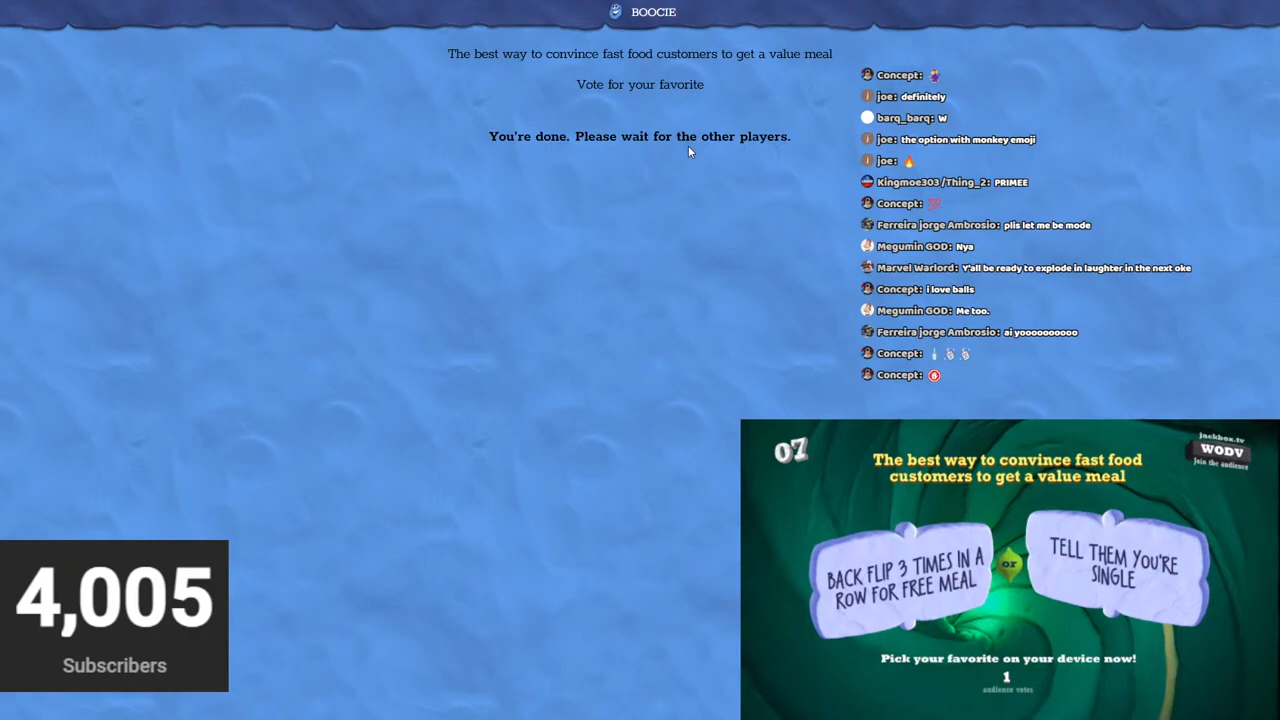 BOOCIE
The best way to convince fast food customers to get a value meal
Vote for your favorite
You're done. Please wait for the other players.
Concept: 
joe: definitely
barq_barq: W
joe: the option with monkey emoji
joe: 🔥
Kingmoe303/Thing_2: PRIMEE
Concept: 💯
Ferreira jorge Ambrosio: plis let me be mode
Megumin GOD: Nya
Marvel Warlord: Y'all be ready to explode in laughter in the next oke
Concept: i love balls
Megumin GOD: Me too.
Ferreira jorge Ambrosio: ai yoooooooooo
Concept:
Concept:
07
jackbox.tv
WODV
Join the audience
The best way to convince fast food
customers to get a value meal
BACK FLIP 3 TIMES IN A
ROW FOR FREE MEAL
or
TELL THEM YOU'RE
SINGLE
Pick your favorite on your device now!
1
audience votes
4,005
Subscribers